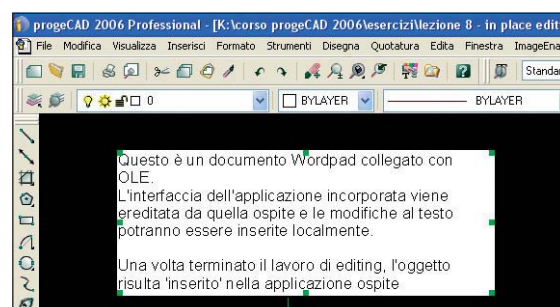 progeCAD 2006 Professional - [K:\corso progeCAD 2006\esercizi\lezione 8 - in place edit
File Modifica Visualizza Inserisci Formato Strumenti Disegna Quotatura Edita Finestra ImageEna
Standa
0 BYLAYER BYLAYER
Questo è un documento Wordpad collegato con
OLE.
L'interfaccia dell'applicazione incorporata viene
ereditata da quella ospite e le modifiche al testo
potranno essere inserite localmente.
Una volta terminato il lavoro di editing, l'oggetto
risulta 'inserito' nella applicazione ospite